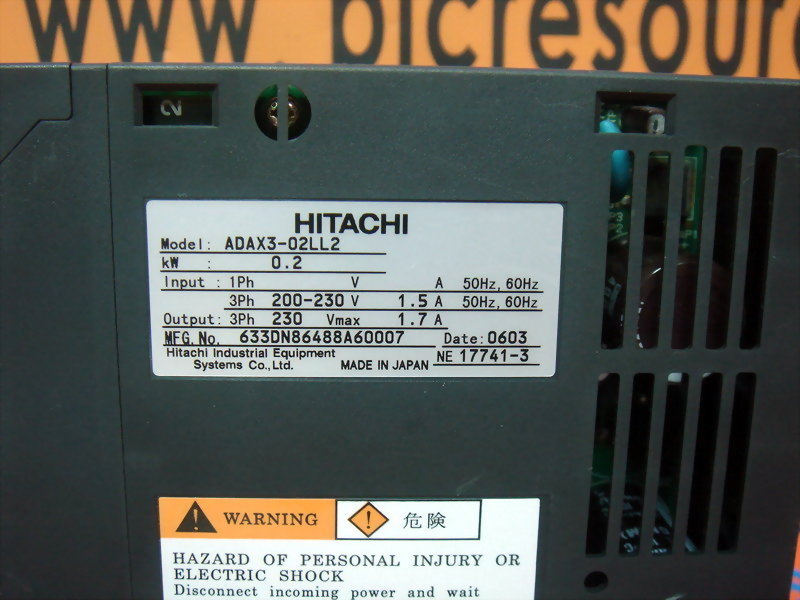 www.plcresource
2
HITACHI
Model: ADAX3-02LL2
kW : 0.2
Input : 1Ph V A 50Hz, 60Hz
3Ph 200-230 V 1.5 A 50Hz, 60Hz
Output: 3Ph 230 Vmax 1.7 A
MFG.No. 633DN86488A60007 Date: 0603
Hitachi Industrial Equipment
Systems Co., Ltd. MADE IN JAPAN NE 17741-3
WARNING 危険
HAZARD OF PERSONAL INJURY OR
ELECTRIC SHOCK
Disconnect incoming power and wait